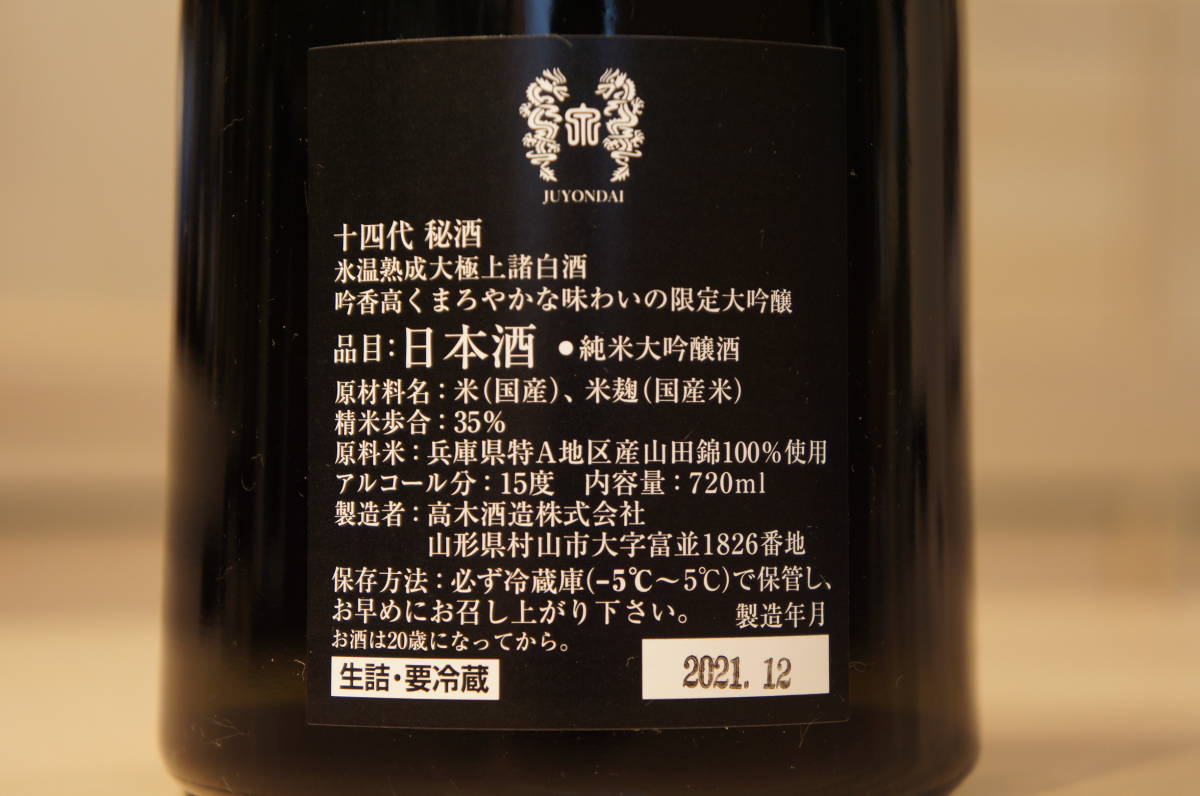 宗
JUYONDAI
十四代 秘酒
氷温熟成大極上諸白酒
吟香高くまろやかな味わいの限定大吟醸
品目：日本酒 ●純米大吟醸酒
原材料名：米（国産）、米麹（国産米）
精米歩合：35％
原料米：兵庫県特A地区産山田錦100％使用
アルコール分：15度　内容量：720ml
製造者：高木酒造株式会社
山形県村山市大字富並1826番地
保存方法：必ず冷蔵庫(−5℃〜5℃)で保管し、
お早めにお召し上がり下さい。　製造年月
お酒は20歳になってから。
生詰・要冷蔵　2021. 12